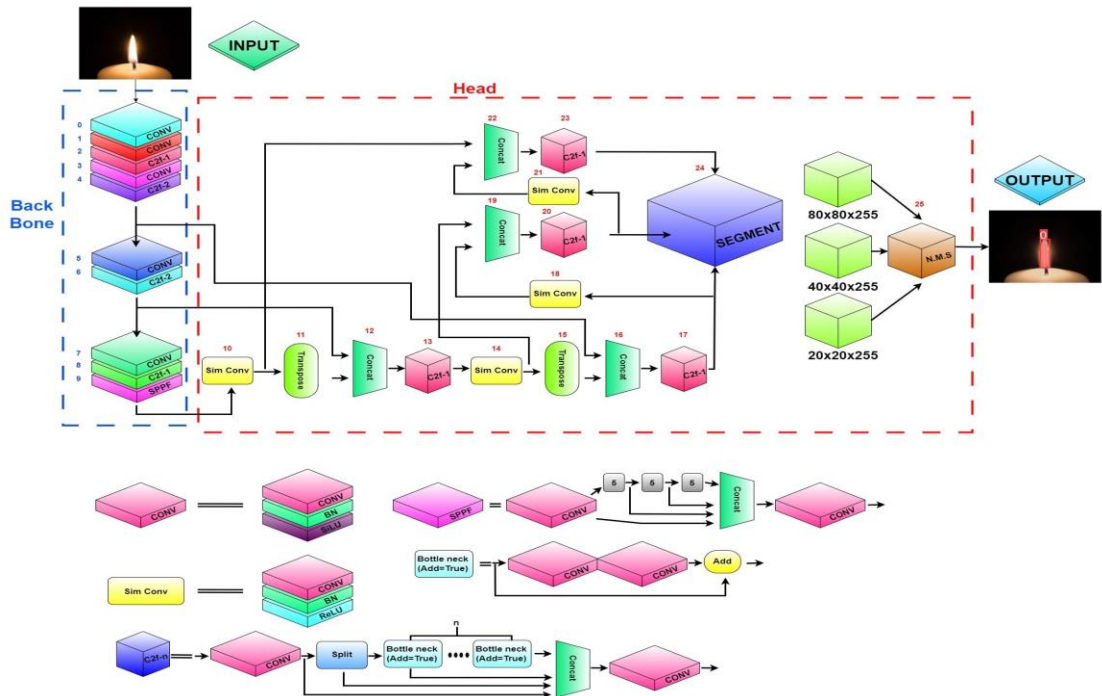 INPUT
Head
Back
Bone
0
CONV
1
CONV
2
C2f-1
3
CONV
4
C2f-2
5
CONV
6
C2f-2
7
CONV
8
C2f-1
9
SPPF
22
Concat
23
C2f-1
21
Sim Conv
24
SEGMENT
19
Concat
20
C2f-1
18
Sim Conv
10
Sim Conv
11
Transpose
12
Concat
13
C2f-1
14
Sim Conv
15
Transpose
16
Concat
17
C2f-1
80x80x255
40x40x255
20x20x255
25
N.M.S
OUTPUT
0
CONV
CONV
BN
SiLU
SPPF
CONV
5
5
5
Concat
CONV
Bottle neck
(Add=True)
CONV
CONV
Add
Sim Conv
CONV
BN
ReLU
C2f-n
CONV
Split
n
Bottle neck
(Add=True)
Bottle neck
(Add=True)
Concat
CONV